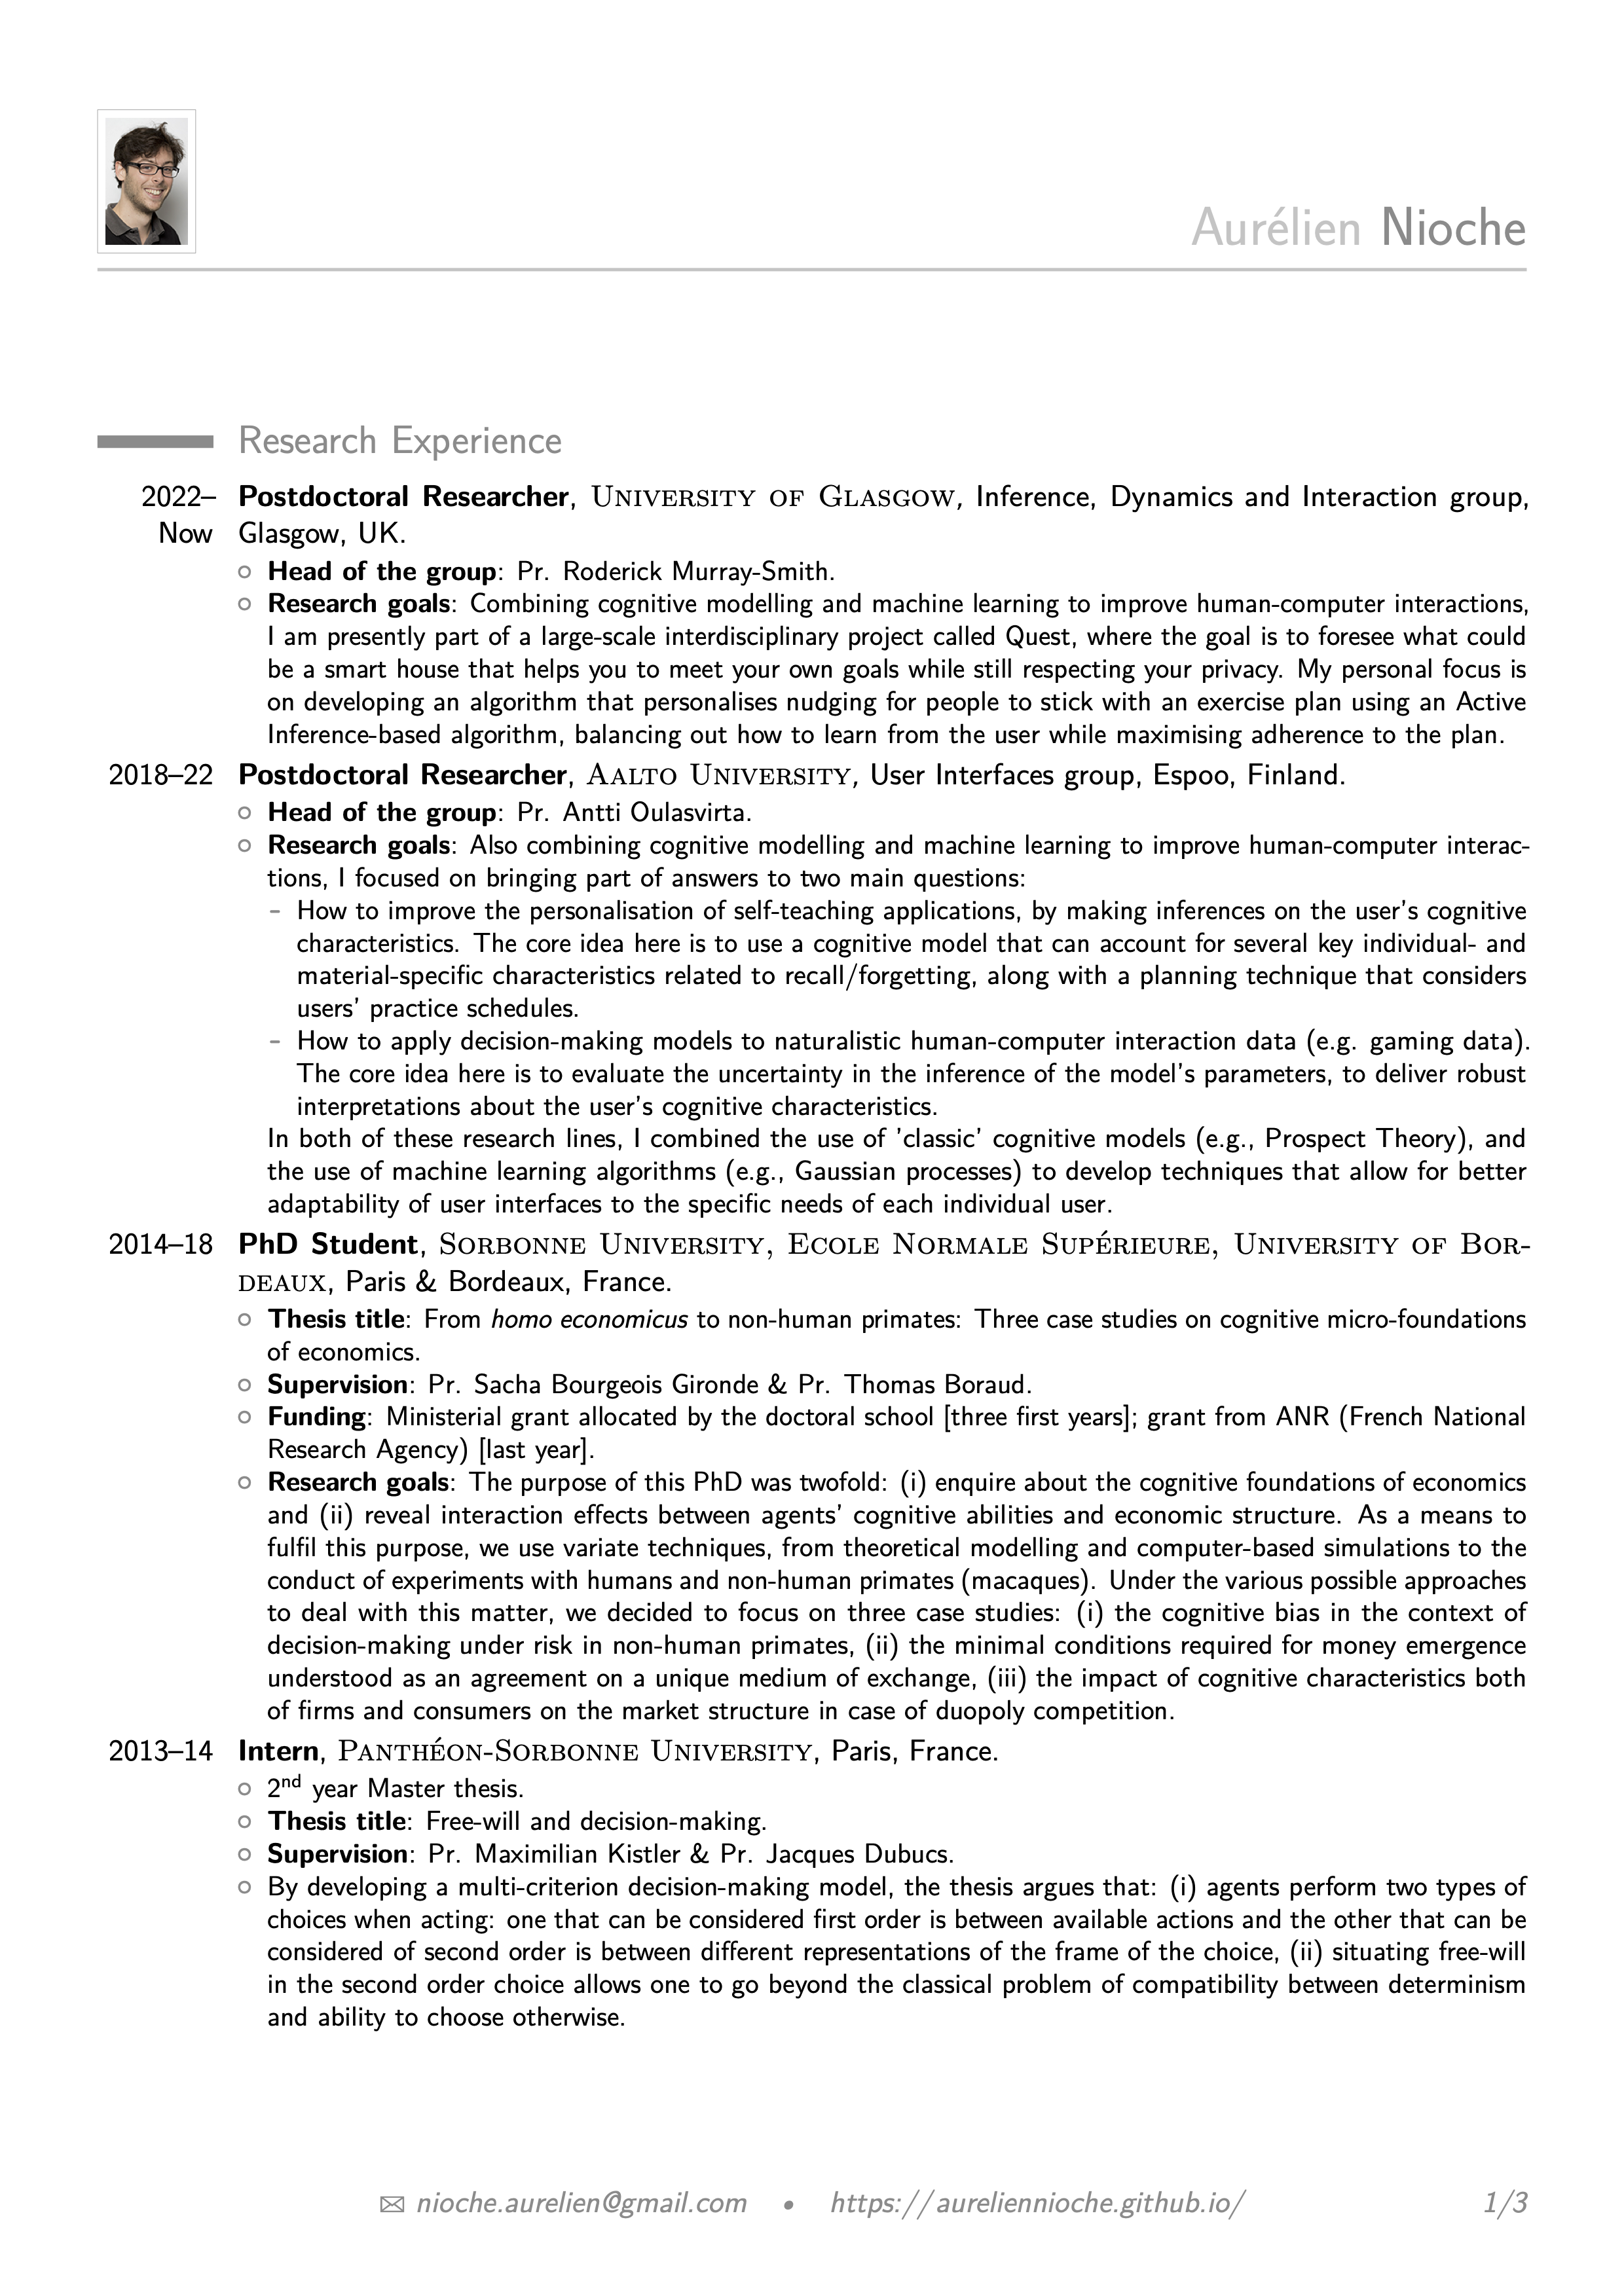 Aurélien Nioche
Research Experience
2022– Postdoctoral Researcher, University of Glasgow, Inference, Dynamics and Interaction group,
Now Glasgow, UK.
Head of the group: Pr. Roderick Murray-Smith.
Research goals: Combining cognitive modelling and machine learning to improve human-computer interactions,
I am presently part of a large-scale interdisciplinary project called Quest, where the goal is to foresee what could
be a smart house that helps you to meet your own goals while still respecting your privacy. My personal focus is
on developing an algorithm that personalises nudging for people to stick with an exercise plan using an Active
Inference-based algorithm, balancing out how to learn from the user while maximising adherence to the plan.
2018–22 Postdoctoral Researcher, Aalto University, User Interfaces group, Espoo, Finland.
Head of the group: Pr. Antti Oulasvirta.
Research goals: Also combining cognitive modelling and machine learning to improve human-computer interac-
tions, I focused on bringing part of answers to two main questions:
– How to improve the personalisation of self-teaching applications, by making inferences on the user's cognitive
characteristics. The core idea here is to use a cognitive model that can account for several key individual- and
material-specific characteristics related to recall/forgetting, along with a planning technique that considers
users' practice schedules.
– How to apply decision-making models to naturalistic human-computer interaction data (e.g. gaming data).
The core idea here is to evaluate the uncertainty in the inference of the model's parameters, to deliver robust
interpretations about the user's cognitive characteristics.
In both of these research lines, I combined the use of 'classic' cognitive models (e.g., Prospect Theory), and
the use of machine learning algorithms (e.g., Gaussian processes) to develop techniques that allow for better
adaptability of user interfaces to the specific needs of each individual user.
2014–18 PhD Student, Sorbonne University, Ecole Normale Supérieure, University of Bor-
deaux, Paris & Bordeaux, France.
Thesis title: From homo economicus to non-human primates: Three case studies on cognitive micro-foundations
of economics.
Supervision: Pr. Sacha Bourgeois Gironde & Pr. Thomas Boraud.
Funding: Ministerial grant allocated by the doctoral school [three first years]; grant from ANR (French National
Research Agency) [last year].
Research goals: The purpose of this PhD was twofold: (i) enquire about the cognitive foundations of economics
and (ii) reveal interaction effects between agents' cognitive abilities and economic structure. As a means to
fulfil this purpose, we use variate techniques, from theoretical modelling and computer-based simulations to the
conduct of experiments with humans and non-human primates (macaques). Under the various possible approaches
to deal with this matter, we decided to focus on three case studies: (i) the cognitive bias in the context of
decision-making under risk in non-human primates, (ii) the minimal conditions required for money emergence
understood as an agreement on a unique medium of exchange, (iii) the impact of cognitive characteristics both
of firms and consumers on the market structure in case of duopoly competition.
2013–14 Intern, Panthéon-Sorbonne University, Paris, France.
2nd year Master thesis.
Thesis title: Free-will and decision-making.
Supervision: Pr. Maximilian Kistler & Pr. Jacques Dubucs.
By developing a multi-criterion decision-making model, the thesis argues that: (i) agents perform two types of
choices when acting: one that can be considered first order is between available actions and the other that can be
considered of second order is between different representations of the frame of the choice, (ii) situating free-will
in the second order choice allows one to go beyond the classical problem of compatibility between determinism
and ability to choose otherwise.
✉ nioche.aurelien@gmail.com • https://aureliennioche.github.io/ 1/3